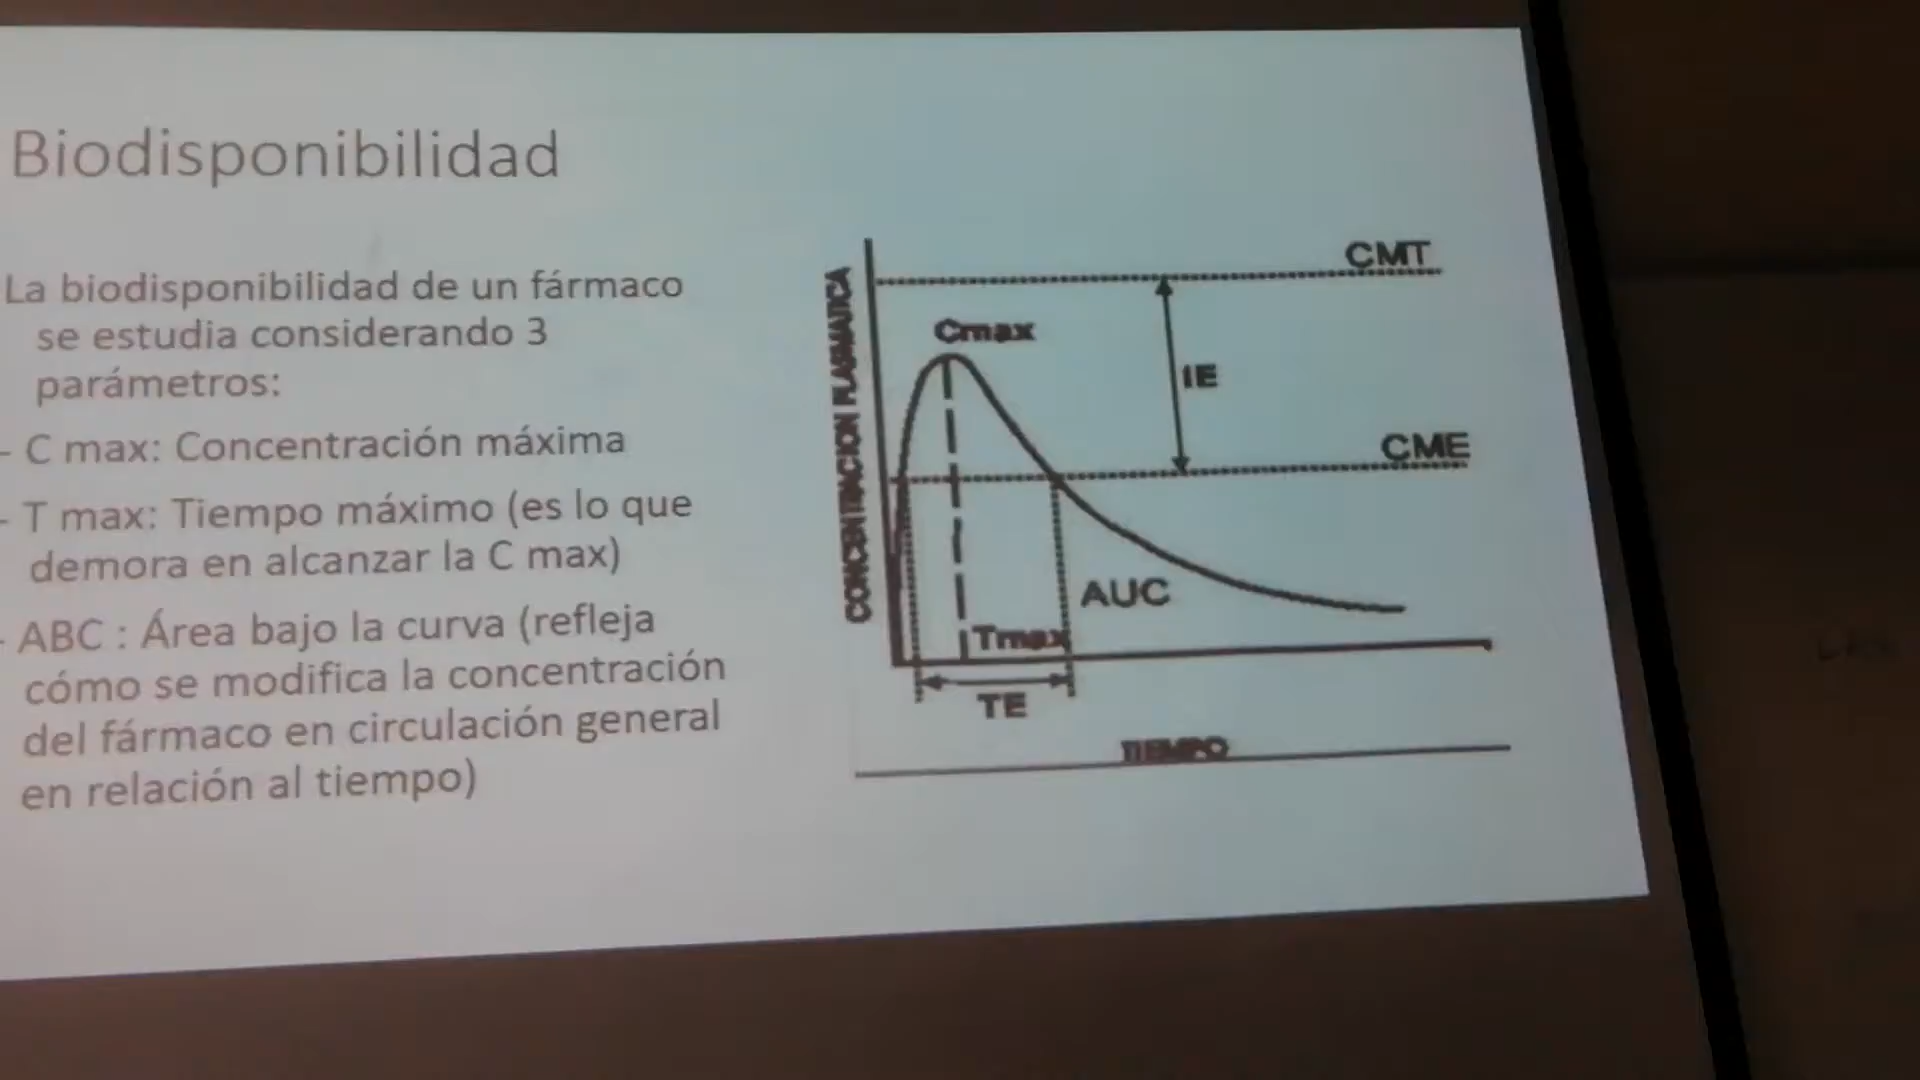 Biodisponibilidad
La biodisponibilidad de un fármaco
se estudia considerando 3
parámetros:
- C max: Concentración máxima
- T max: Tiempo máximo (es lo que
demora en alcanzar la C max)
- ABC : Área bajo la curva (refleja
cómo se modifica la concentración
del fármaco en circulación general
en relación al tiempo)
CONCENTRACION PLASMATICA
CMT
Cmax
IE
CME
AUC
Tmax
TE
TIEMPO